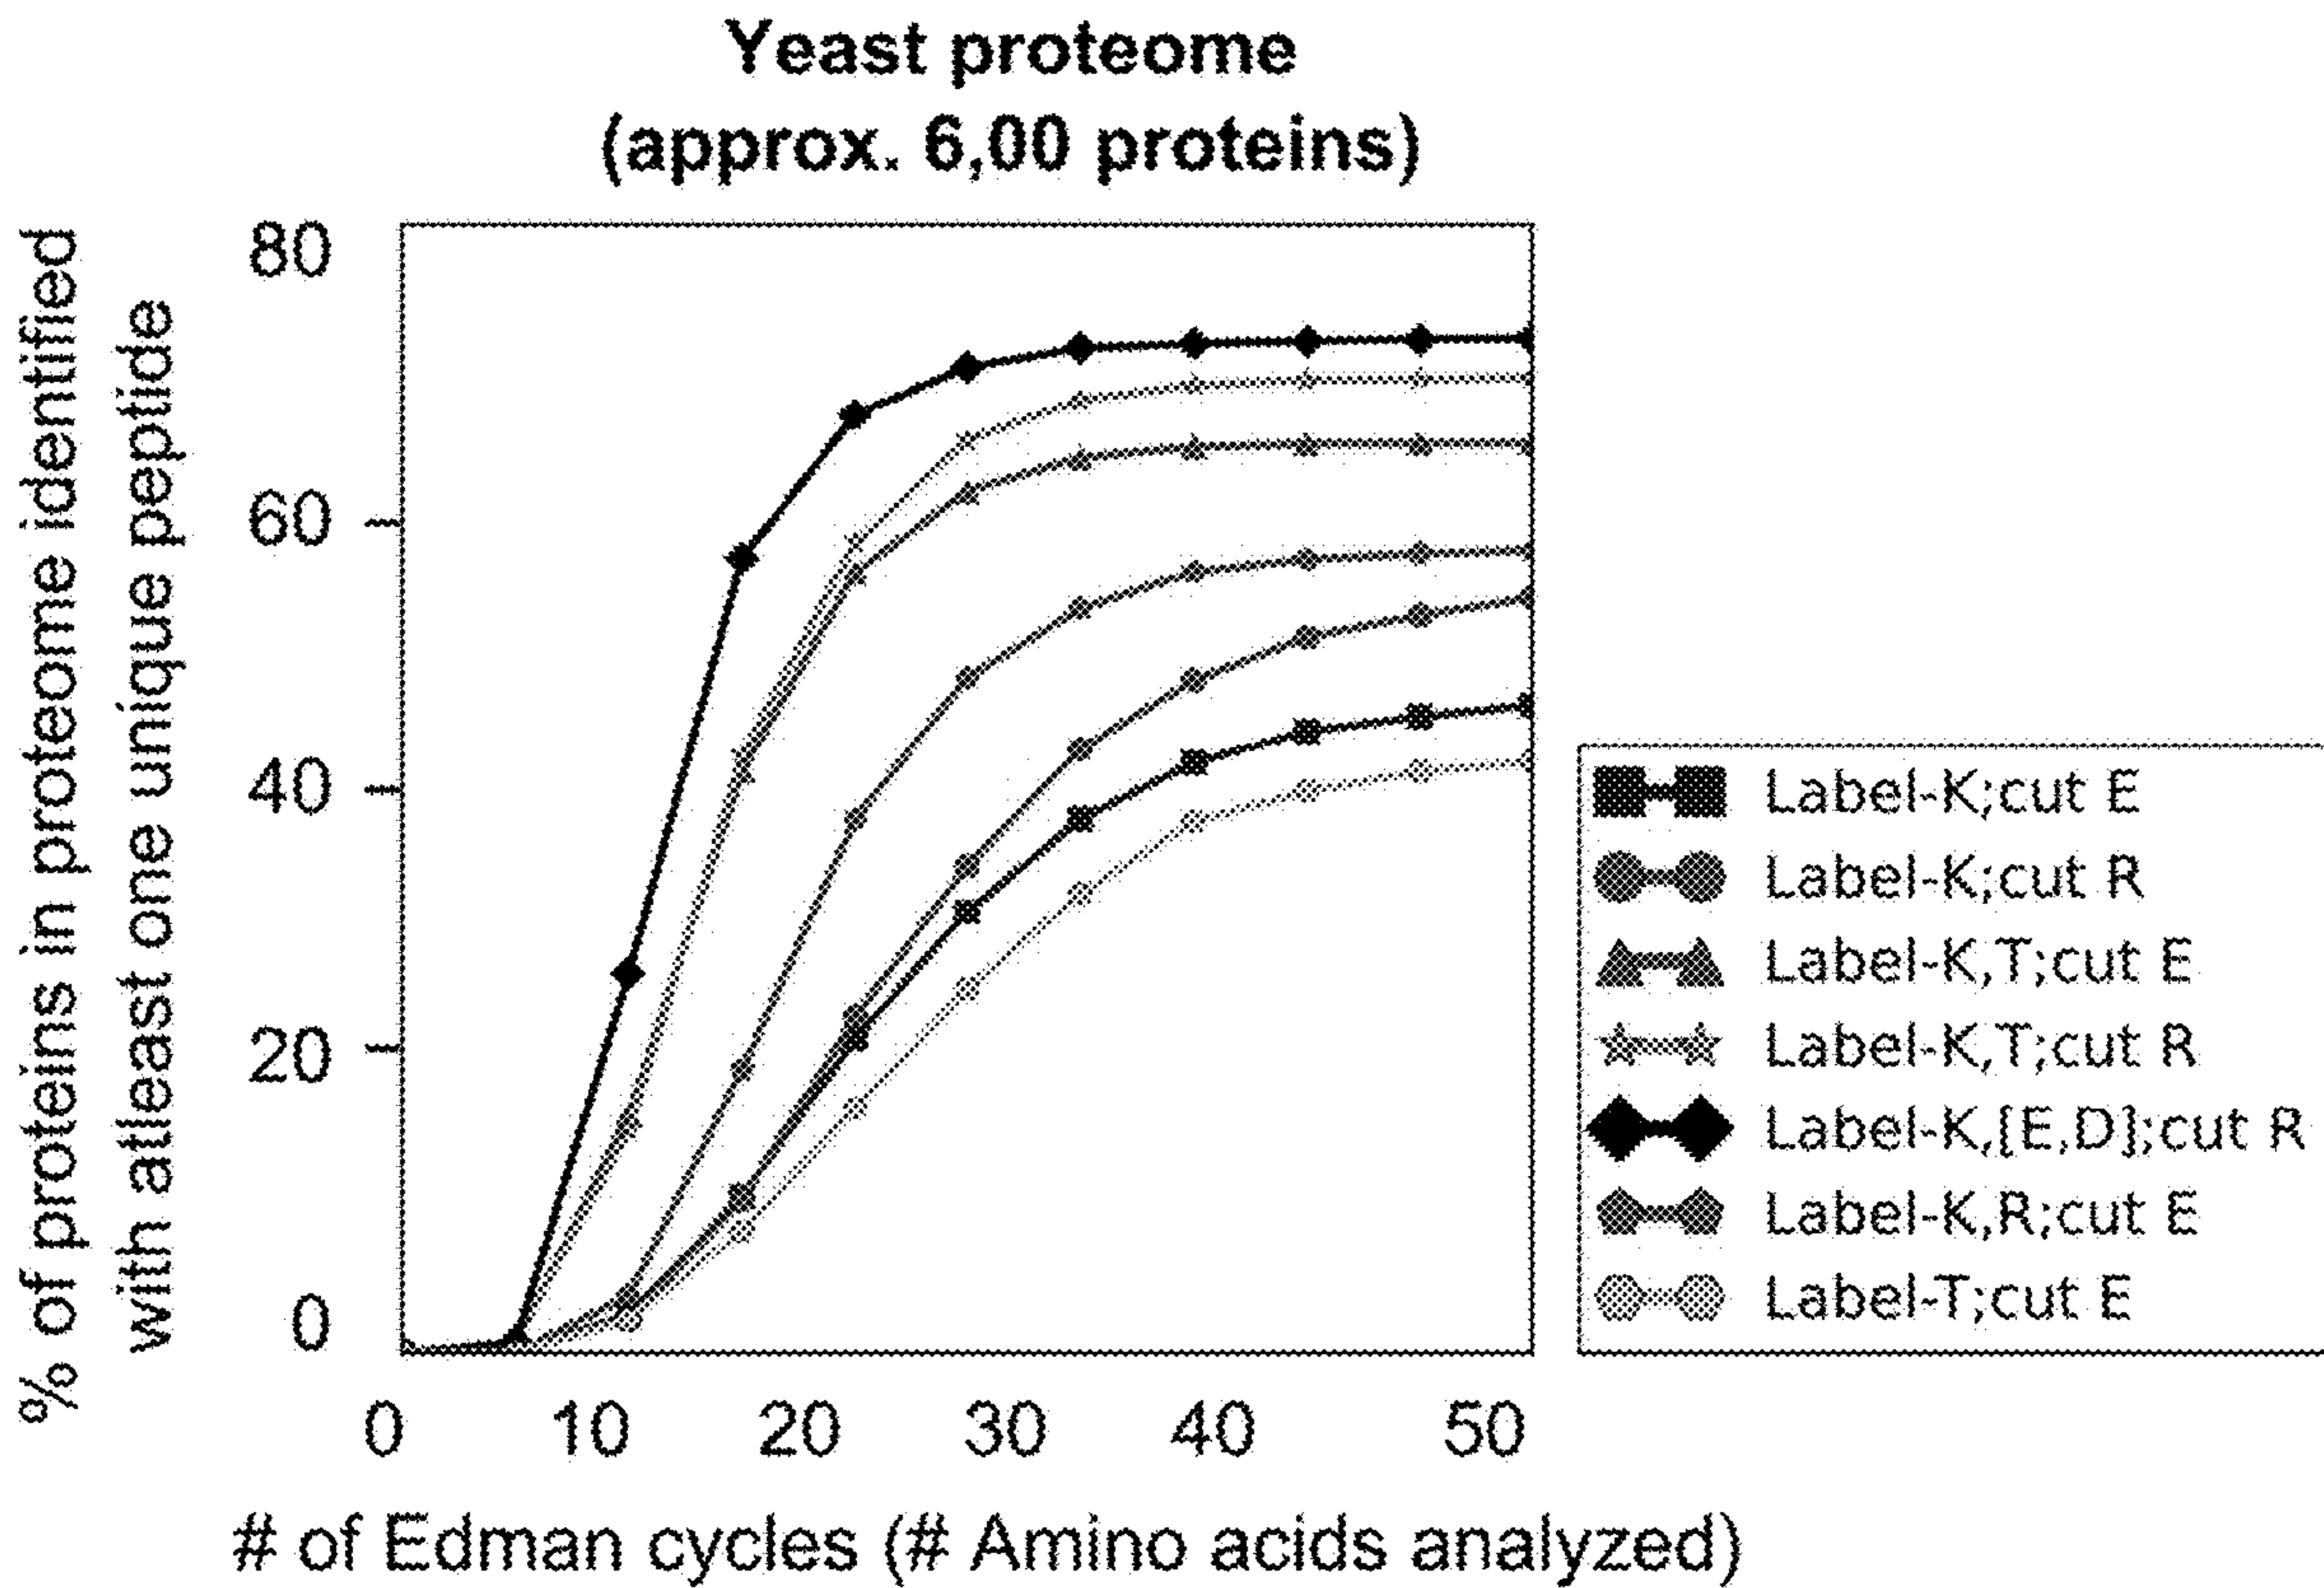 Yeast proteome
(approx. 6,00 proteins)
% of proteins in proteome identified
with atleast one unique peptide
80
60
40
20
0
0 10 20 30 40 50
# of Edman cycles (# Amino acids analyzed)
Label-K;cut E
Label-K;cut R
Label-K,T;cut E
Label-K,T;cut R
Label-K,[E,D];cut R
Label-K,R;cut E
Label-T;cut E